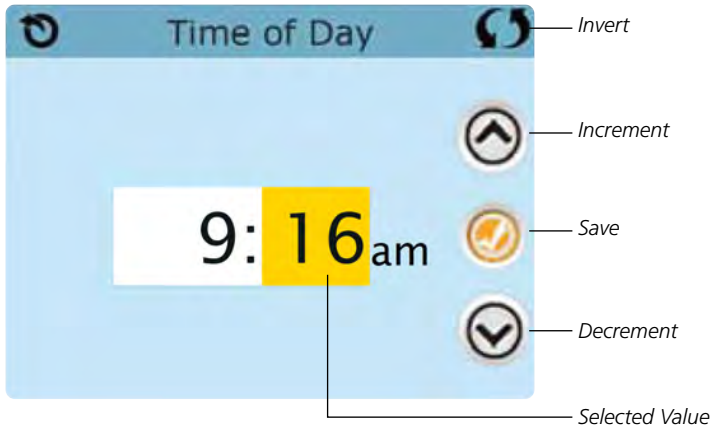 Time of Day
Invert
Increment
9:16am
Save
Decrement
Selected Value